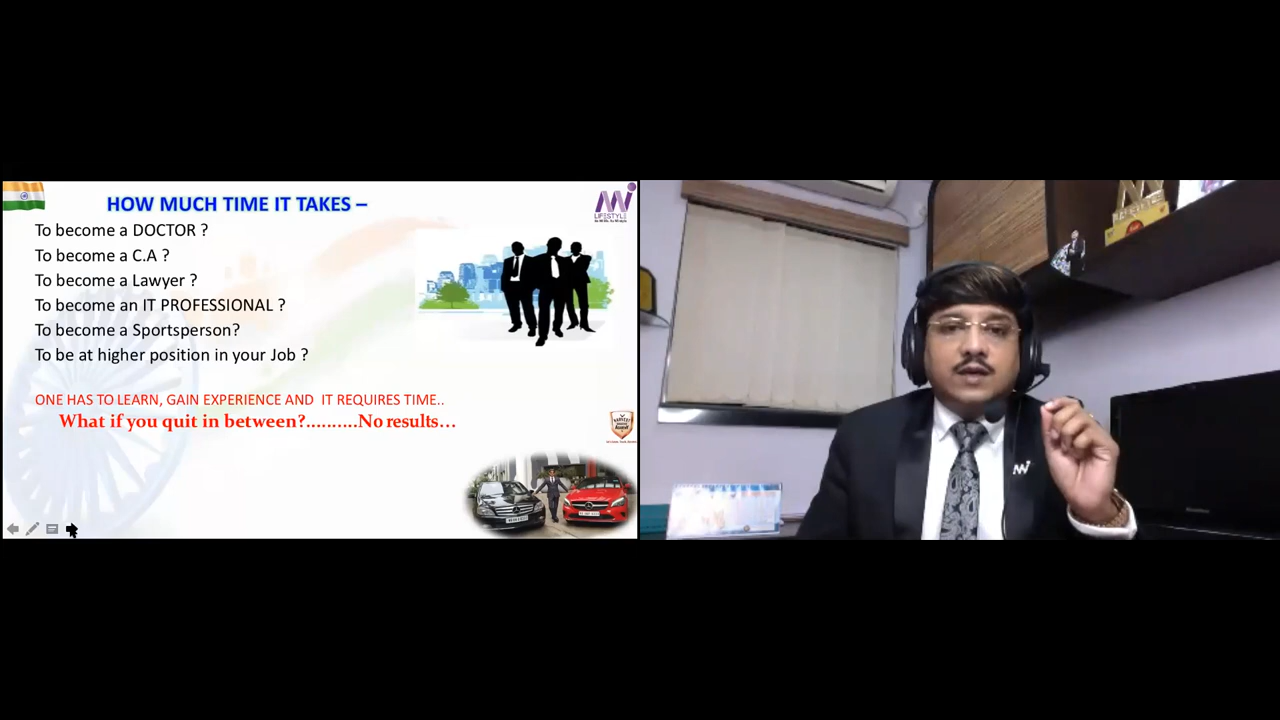 HOW MUCH TIME IT TAKES –
To become a DOCTOR ?
To become a C.A ?
To become a Lawyer ?
To become an IT PROFESSIONAL ?
To become a Sportsperson?
To be at higher position in your Job ?
ONE HAS TO LEARN, GAIN EXPERIENCE AND IT REQUIRES TIME..
What if you quit in between?..........No results…
LIFESTYLE